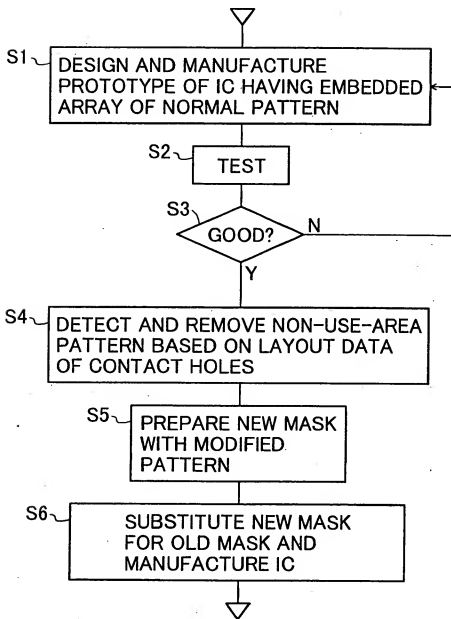 S1
DESIGN AND MANUFACTURE
PROTOTYPE OF IC HAVING EMBEDDED
ARRAY OF NORMAL PATTERN
S2
TEST
S3
GOOD?
N
Y
S4
DETECT AND REMOVE NON-USE-AREA
PATTERN BASED ON LAYOUT DATA
OF CONTACT HOLES
S5
PREPARE NEW MASK
WITH MODIFIED
PATTERN
S6
SUBSTITUTE NEW MASK
FOR OLD MASK AND
MANUFACTURE IC